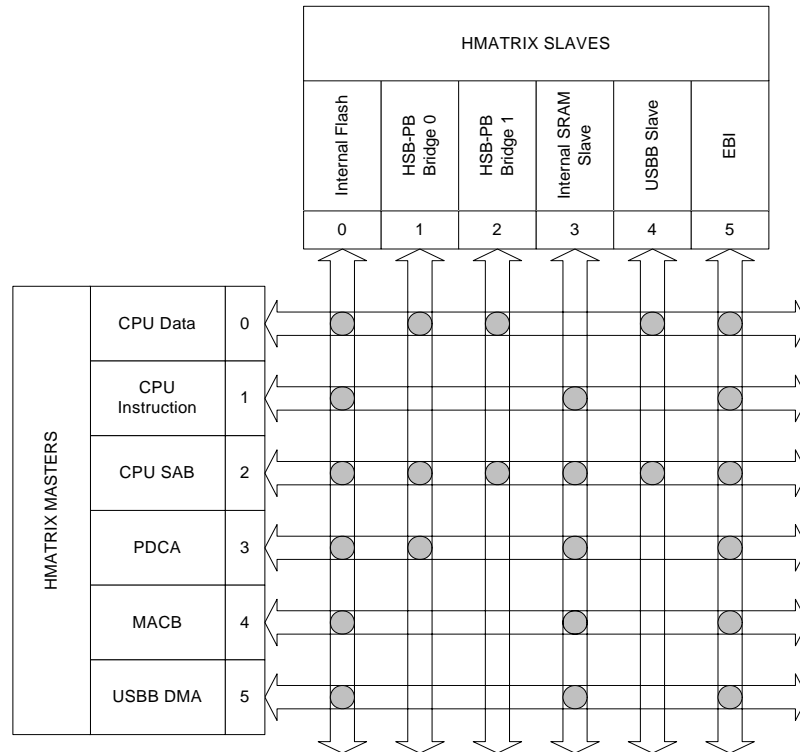 HMATRIX SLAVES
Internal Flash
HSB-PB
Bridge 0
HSB-PB
Bridge 1
Internal SRAM
Slave
USBB Slave
EBI
0 1 2 3 4 5
HMATRIX MASTERS
CPU Data 0
CPU
Instruction 1
CPU SAB 2
PDCA 3
MACB 4
USBB DMA 5